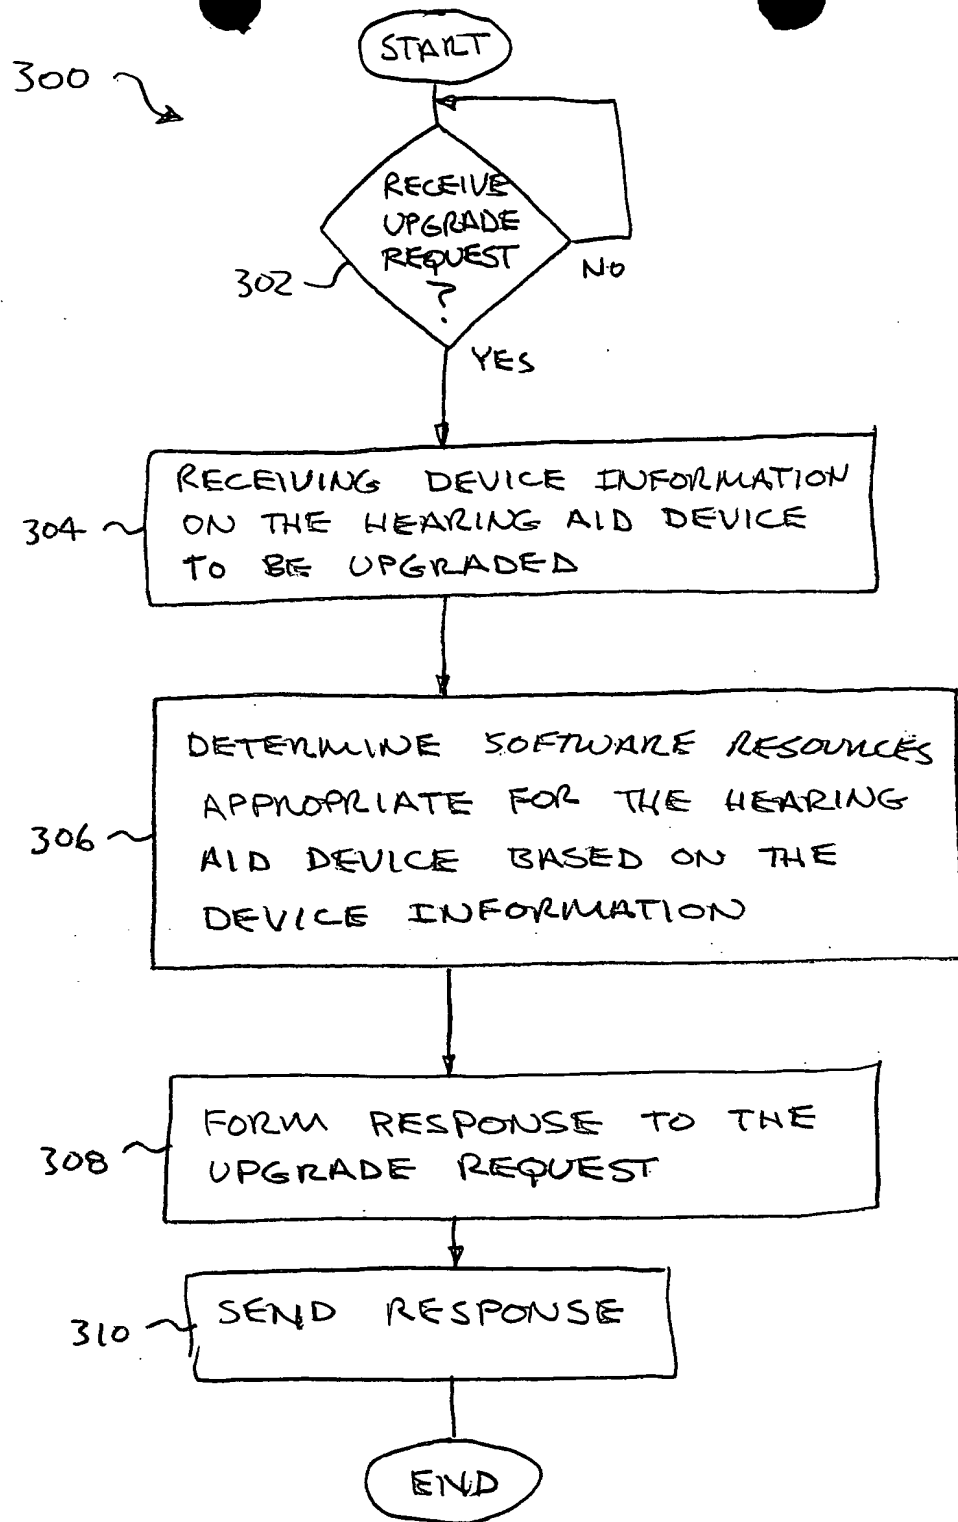 START
300
RECEIVE
UPGRADE
REQUEST
?
302
NO
YES
RECEIVING DEVICE INFORMATION
ON THE HEARING AID DEVICE
TO BE UPGRADED
304
DETERMINE SOFTWARE RESOURCES
APPROPRIATE FOR THE HEARING
AID DEVICE BASED ON THE
DEVICE INFORMATION
306
FORM RESPONSE TO THE
UPGRADE REQUEST
308
SEND RESPONSE
310
END